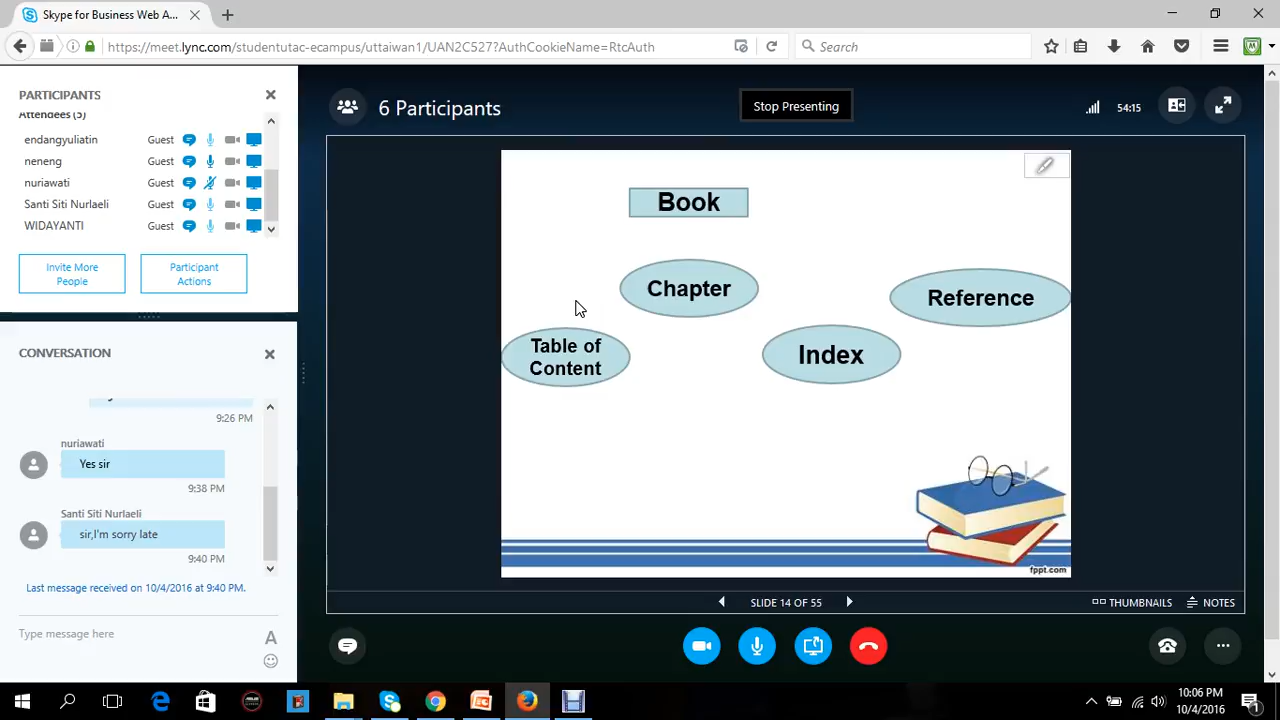 Skype for Business Web A...
https://meet.lync.com/studentutac-ecampus/uttaiwan1/UAN2C527?AuthCookieName=RtcAuth
Search
PARTICIPANTS
Attendees (5)
endangyuliatin Guest
neneng Guest
nuriawati Guest
Santi Siti Nurlaeli Guest
WIDAYANTI Guest
Invite More
People
Participant
Actions
CONVERSATION
9:26 PM
nuriawati
Yes sir
9:38 PM
Santi Siti Nurlaeli
sir,I'm sorry late
9:40 PM
Last message received on 10/4/2016 at 9:40 PM.
Type message here
A
6 Participants
Stop Presenting
54:15
Book
Chapter
Reference
Table of
Content
Index
fppt.com
SLIDE 14 OF 55
THUMBNAILS
NOTES
10:06 PM
10/4/2016
1